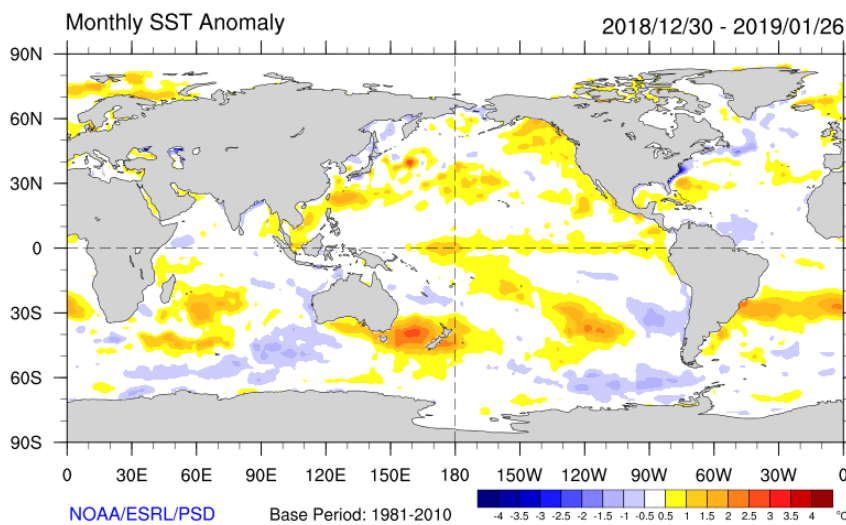 Monthly SST Anomaly 2018/12/30 - 2019/01/26
90N
60N
30N
0
30S
60S
90S
0 30E 60E 90E 120E 150E 180 150W 120W 90W 60W 30W 0
NOAA/ESRL/PSD Base Period: 1981-2010
-4 -3.5 -2.5 -1.5 -0.5 0.5 1 1.5 2 2.5 3 3.5 4 °C